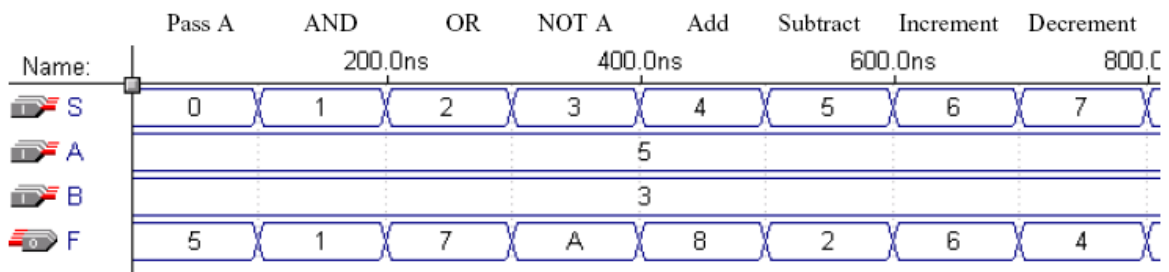 Pass A AND OR NOT A Add Subtract Increment Decrement
Name: 200.0ns 400.0ns 600.0ns 800.0
S 0 1 2 3 4 5 6 7
A 5
B 3
F 5 1 7 A 8 2 6 4